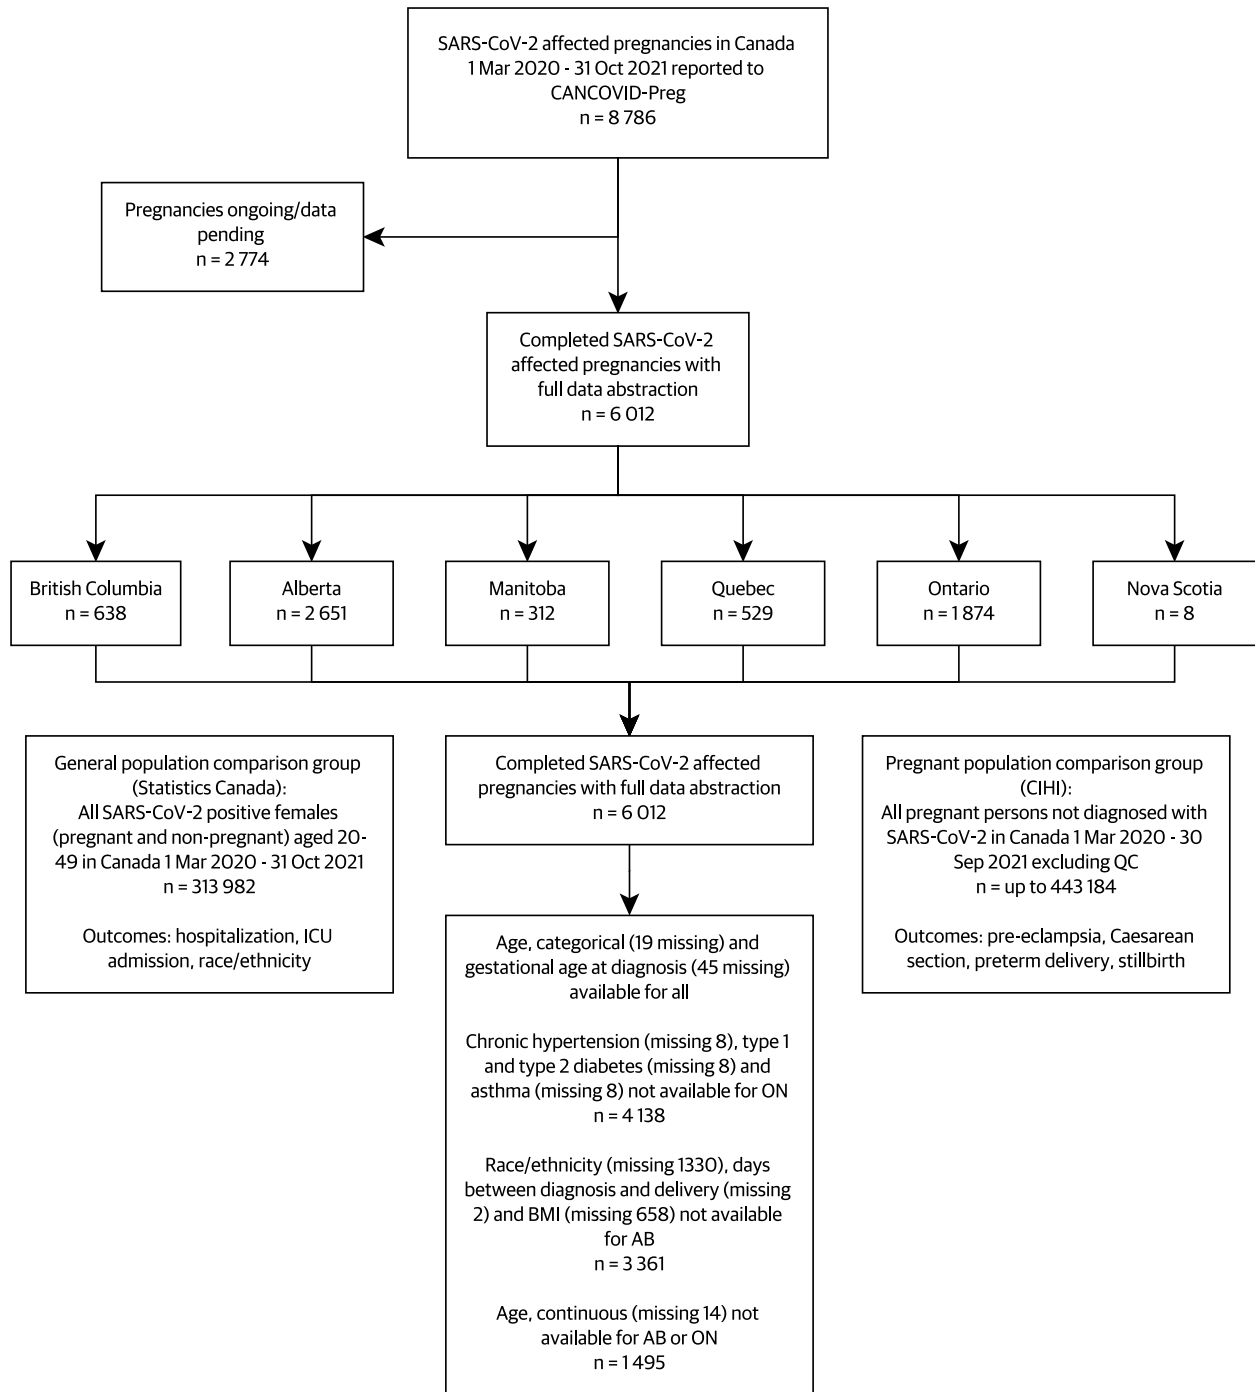 SARS-CoV-2 affected pregnancies in Canada
1 Mar 2020 - 31 Oct 2021 reported to
CANCOVID-Preg
n = 8 786
Pregnancies ongoing/data
pending
n = 2 774
Completed SARS-CoV-2
affected pregnancies with
full data abstraction
n = 6 012
British Columbia
n = 638
Alberta
n = 2 651
Manitoba
n = 312
Quebec
n = 529
Ontario
n = 1 874
Nova Scotia
n = 8
General population comparison group
(Statistics Canada):
All SARS-CoV-2 positive females
(pregnant and non-pregnant) aged 20-
49 in Canada 1 Mar 2020 - 31 Oct 2021
n = 313 982
Outcomes: hospitalization, ICU
admission, race/ethnicity
Completed SARS-CoV-2 affected
pregnancies with full data abstraction
n = 6 012
Pregnant population comparison group
(CIHI):
All pregnant persons not diagnosed with
SARS-CoV-2 in Canada 1 Mar 2020 - 30
Sep 2021 excluding QC
n = up to 443 184
Outcomes: pre-eclampsia, Caesarean
section, preterm delivery, stillbirth
Age, categorical (19 missing) and
gestational age at diagnosis (45 missing)
available for all
Chronic hypertension (missing 8), type 1
and type 2 diabetes (missing 8) and
asthma (missing 8) not available for ON
n = 4 138
Race/ethnicity (missing 1330), days
between diagnosis and delivery (missing
2) and BMI (missing 658) not available
for AB
n = 3 361
Age, continuous (missing 14) not
available for AB or ON
n = 1 495